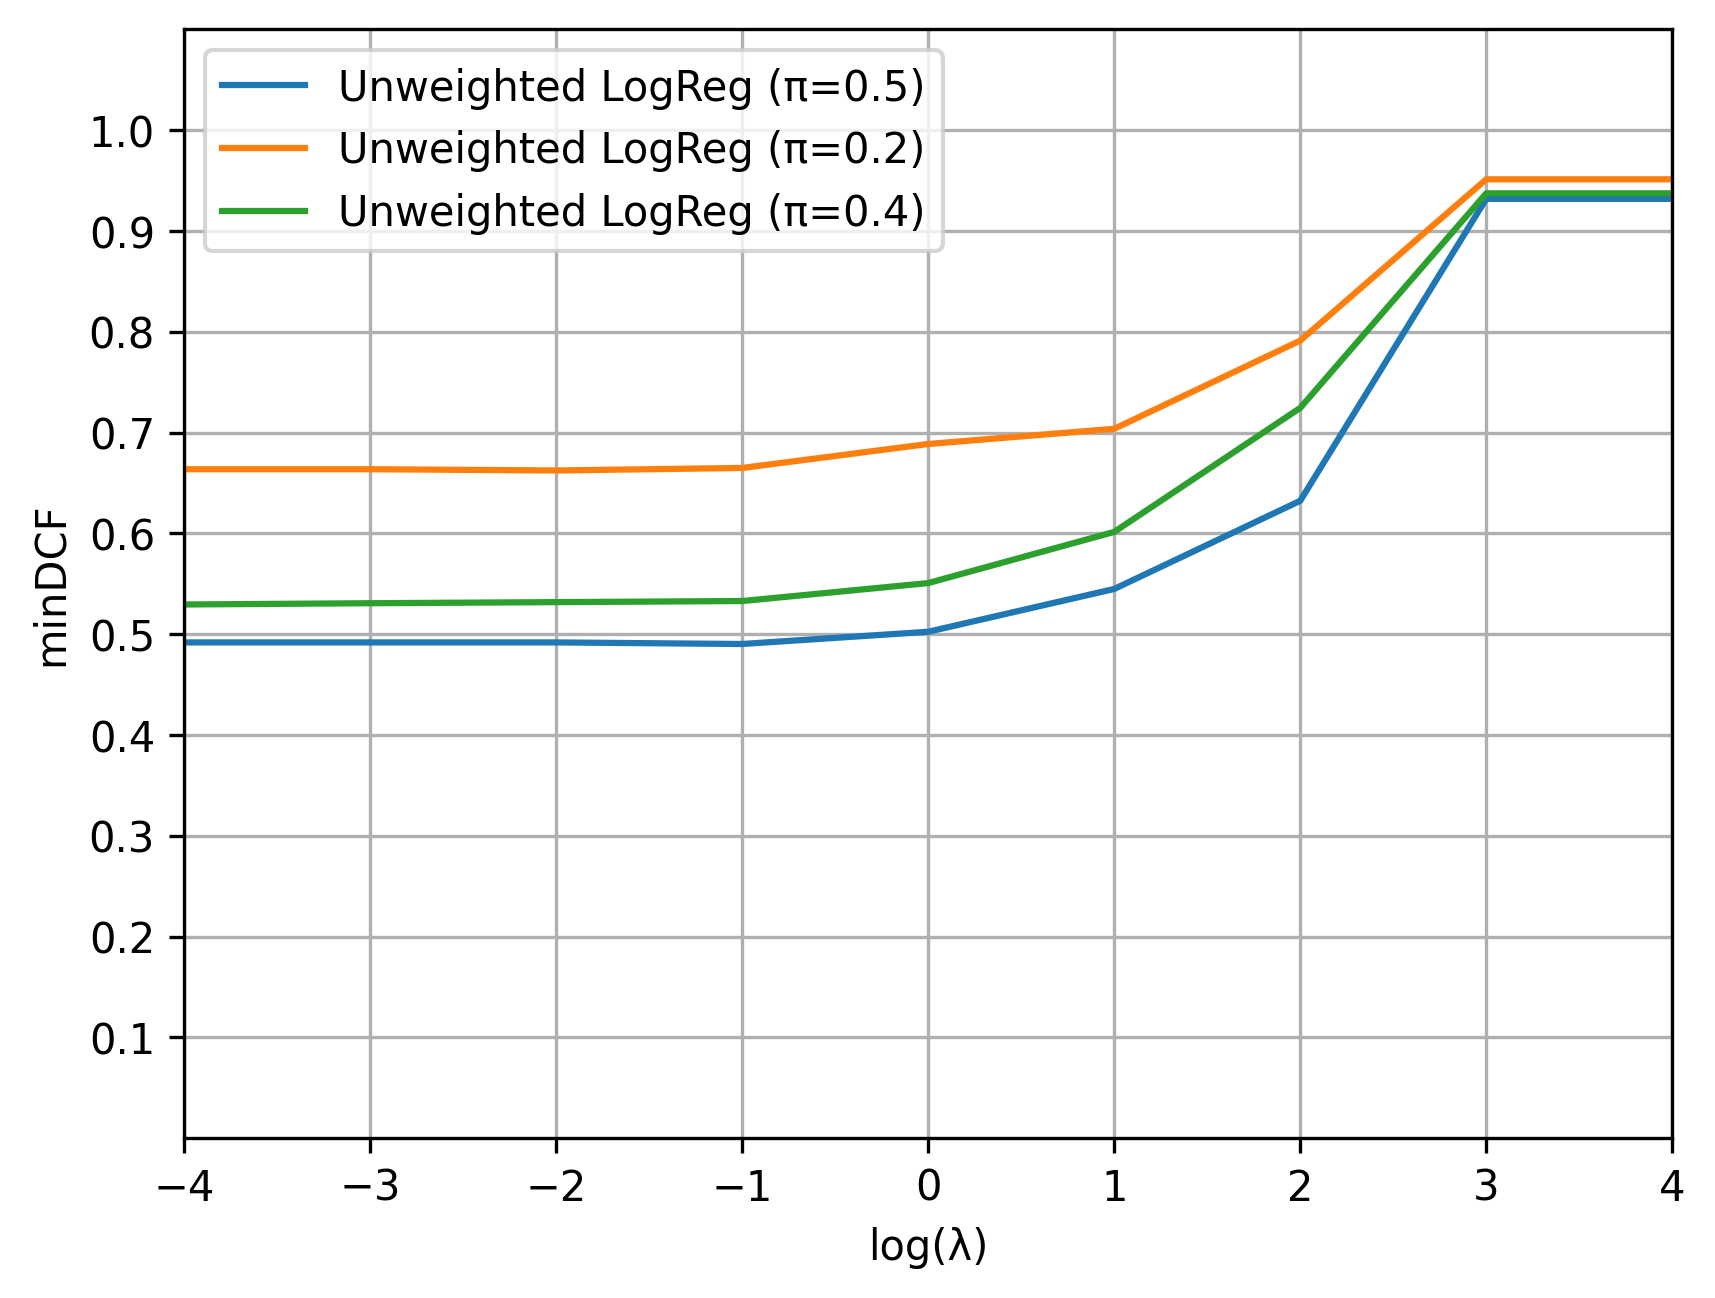 Unweighted LogReg (π=0.5)
Unweighted LogReg (π=0.2)
Unweighted LogReg (π=0.4)
1.0
0.9
0.8
0.7
0.6
0.5
0.4
0.3
0.2
0.1
minDCF
−4 −3 −2 −1 0 1 2 3 4
log(λ)